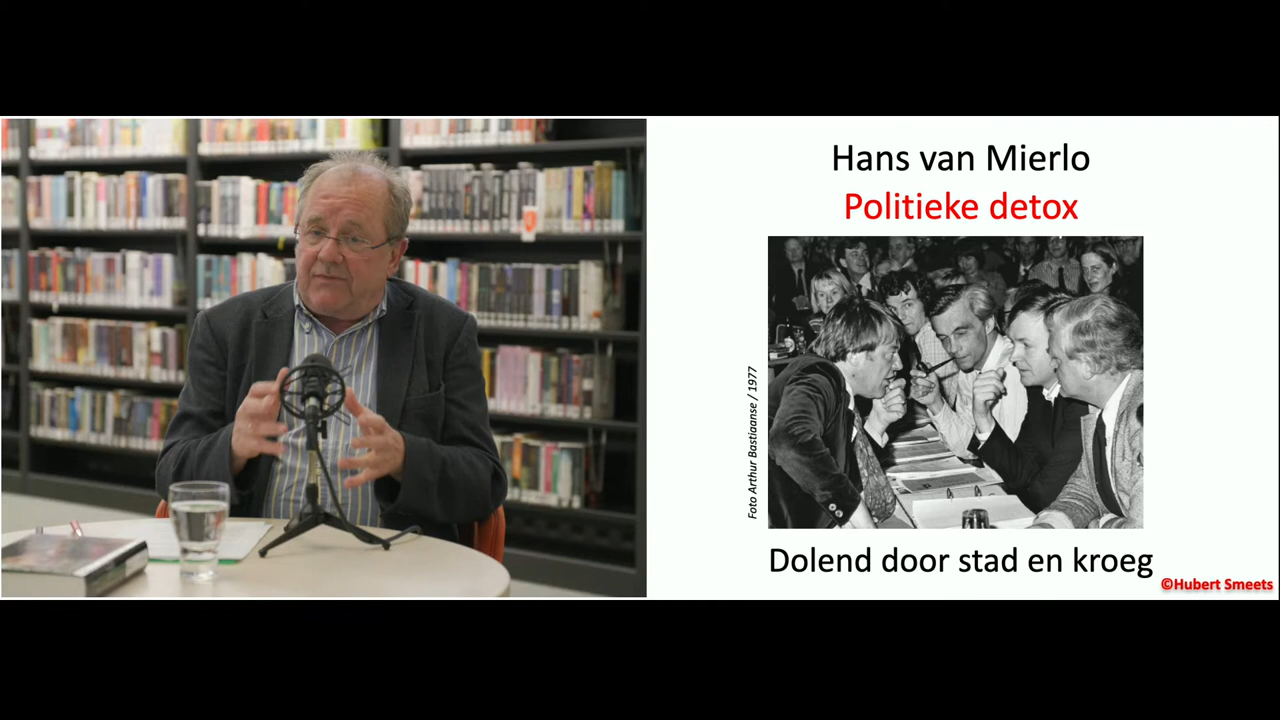 Hans van Mierlo
Politieke detox
Foto Arthur Bastiaanse / 1977
Dolend door stad en kroeg
©Hubert Smeets